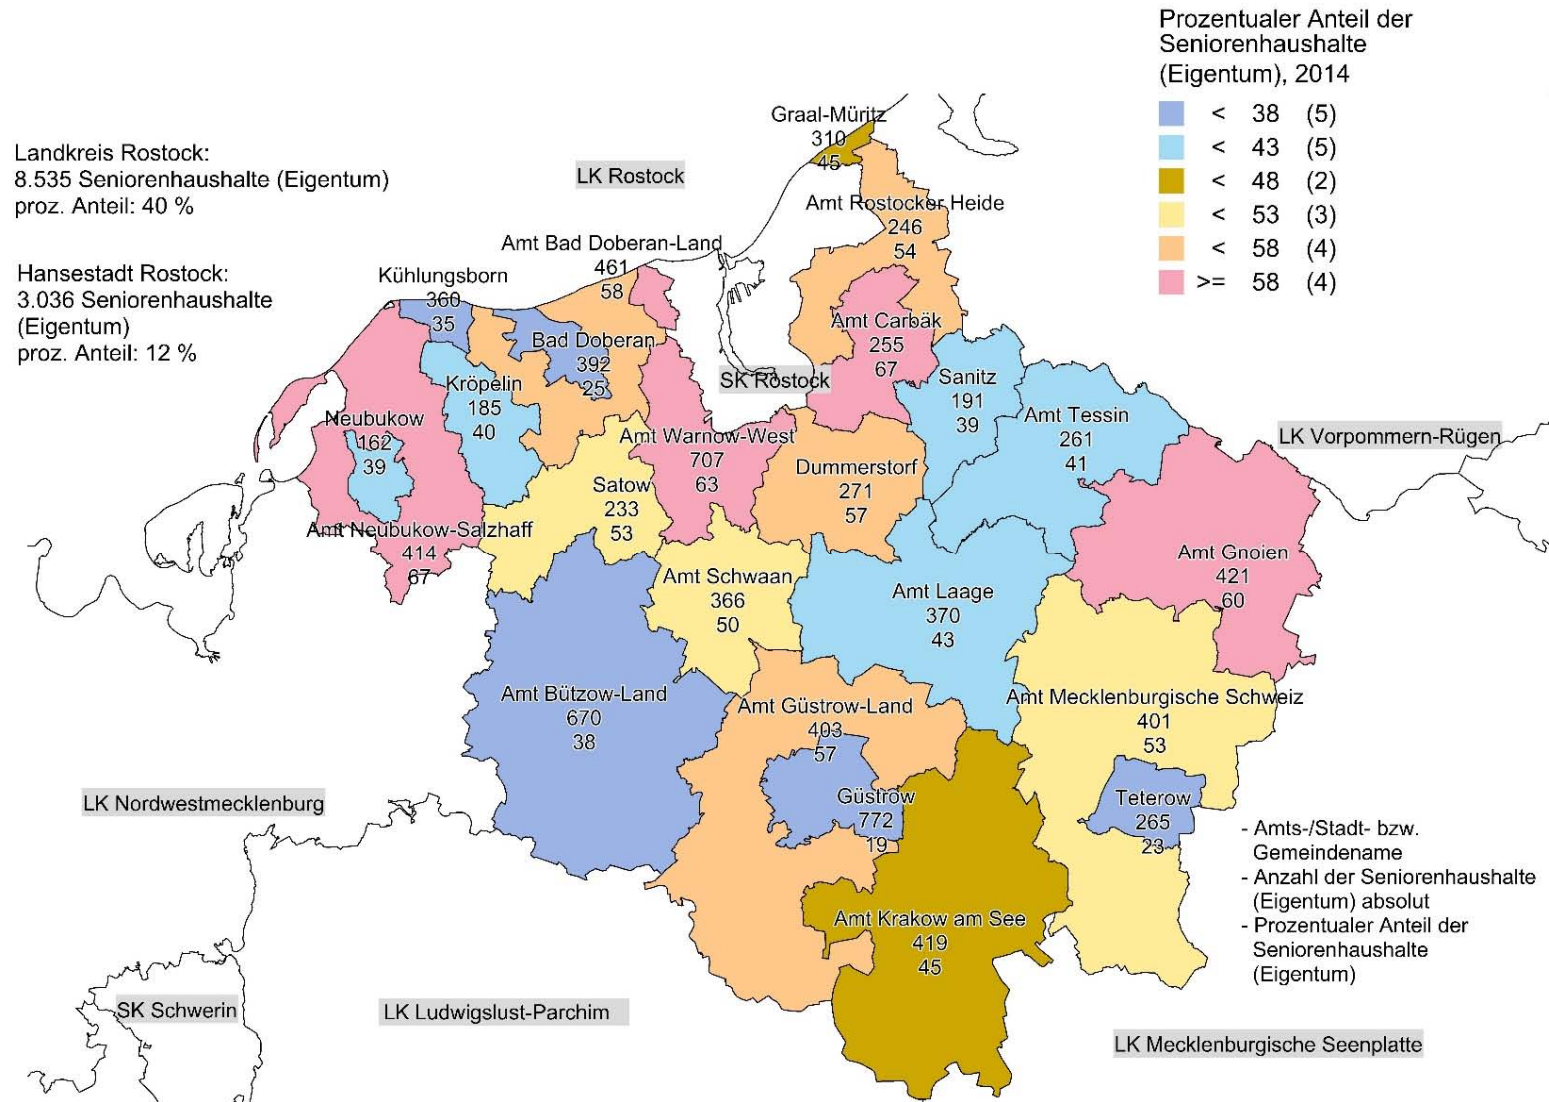 Prozentualer Anteil der
Seniorenhaushalte
(Eigentum), 2014
< 38 (5)
< 43 (5)
< 48 (2)
< 53 (3)
< 58 (4)
>= 58 (4)
Landkreis Rostock:
8.535 Seniorenhaushalte (Eigentum)
proz. Anteil: 40 %
Hansestadt Rostock:
3.036 Seniorenhaushalte
(Eigentum)
proz. Anteil: 12 %
LK Rostock
Graal-Müritz
310
45
Amt Rostocker Heide
246
54
Amt Bad Doberan-Land
461
58
Kühlungsborn
360
35
Bad Doberan
392
25
Amt Carbäk
255
67
SK Rostock
Kröpelin
185
40
Sanitz
191
39
Neubukow
162
39
Amt Tessin
261
41
LK Vorpommern-Rügen
Amt Warnow-West
707
63
Dummerstorf
271
57
Satow
233
53
Amt Neubukow-Salzhaff
414
67
Amt Gnoien
421
60
Amt Schwaan
366
50
Amt Laage
370
43
Amt Bützow-Land
670
38
Amt Güstrow-Land
403
57
Amt Mecklenburgische Schweiz
401
53
Güstrow
772
19
Teterow
265
23
LK Nordwestmecklenburg
- Amts-/Stadt- bzw.
Gemeindename
- Anzahl der Seniorenhaushalte
(Eigentum) absolut
- Prozentualer Anteil der
Seniorenhaushalte
(Eigentum)
Amt Krakow am See
419
45
SK Schwerin
LK Ludwigslust-Parchim
LK Mecklenburgische Seenplatte